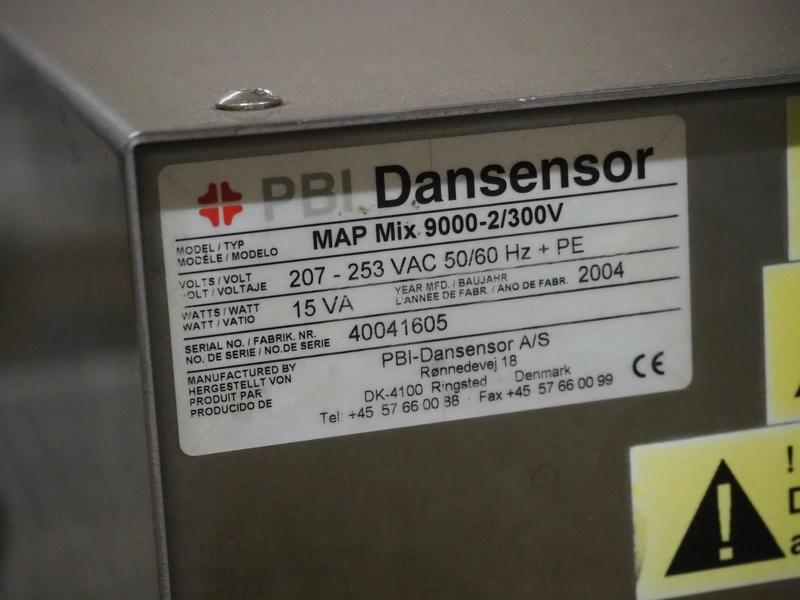 PBI Dansensor
MODEL / TYP
MODÈLE / MODELO
MAP Mix 9000-2/300V
VOLTS / VOLT
VOLT / VOLTAJE
207 - 253 VAC 50/60 Hz + PE
WATTS / WATT
WATT / VATIO
15 VA
YEAR MFD. / BAUJAHR
L'ANNÉE DE FABR. / ANO DE FABR.
2004
SERIAL NO. / FABRIK. NR.
NO. DE SERIE / NO. DE SERIE
40041605
MANUFACTURED BY
HERGESTELLT VON
PRODUIT PAR
PRODUCIDO DE
PBI-Dansensor A/S
Rønnedevej 18
DK-4100 Ringsted · Denmark
Tel: +45 57 66 00 88 · Fax +45 57 66 00 99
CE
!